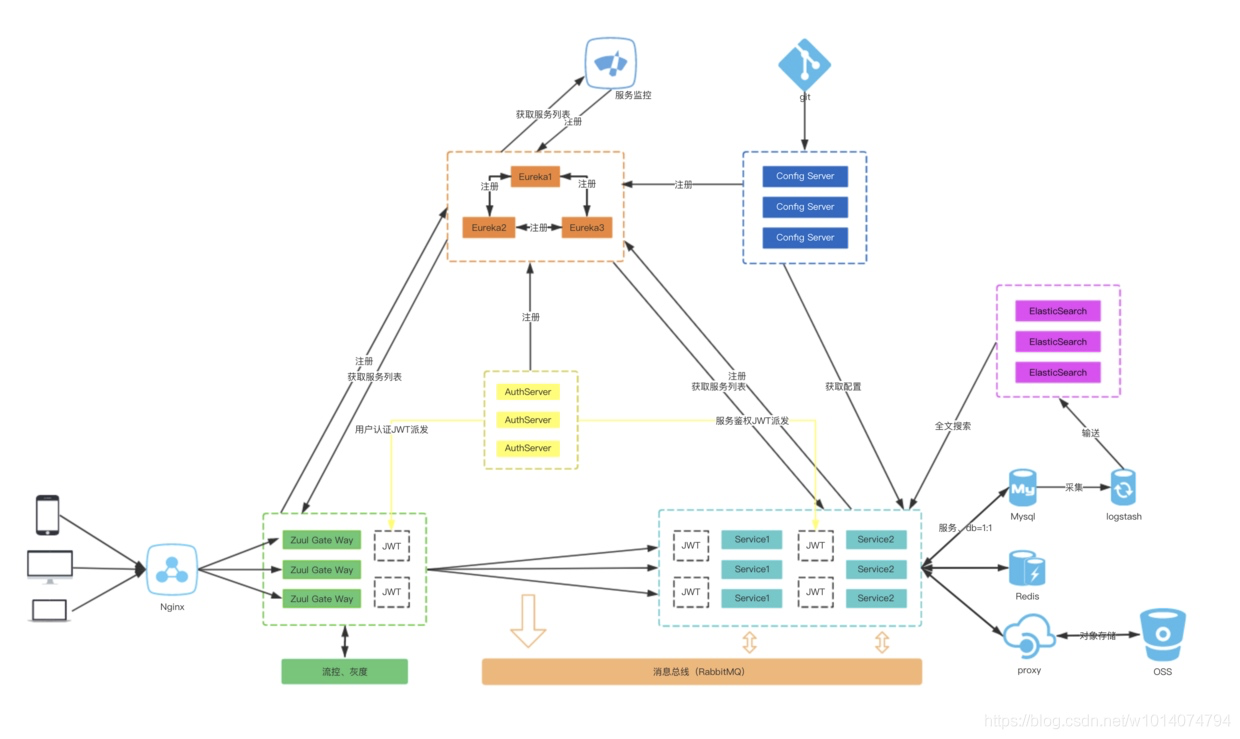 服务监控
git
获取服务列表
注册
Eureka1
注册
注册
Eureka2
注册
Eureka3
注册
Config Server
Config Server
Config Server
注册
ElasticSearch
ElasticSearch
ElasticSearch
注册
获取服务列表
注册
获取服务列表
获取配置
AuthServer
AuthServer
AuthServer
用户认证JWT派发
服务鉴权JWT派发
全文搜索
输送
My
Mysql
采集
logstash
服务、db=1:1
Zuul Gate Way
Zuul Gate Way
Zuul Gate Way
JWT
JWT
JWT
JWT
Service1
Service1
Service1
JWT
JWT
Service2
Service2
Service2
Nginx
Redis
proxy
对象存储
OSS
流控、灰度
消息总线（RabbitMQ）
https://blog.csdn.net/w1014074794